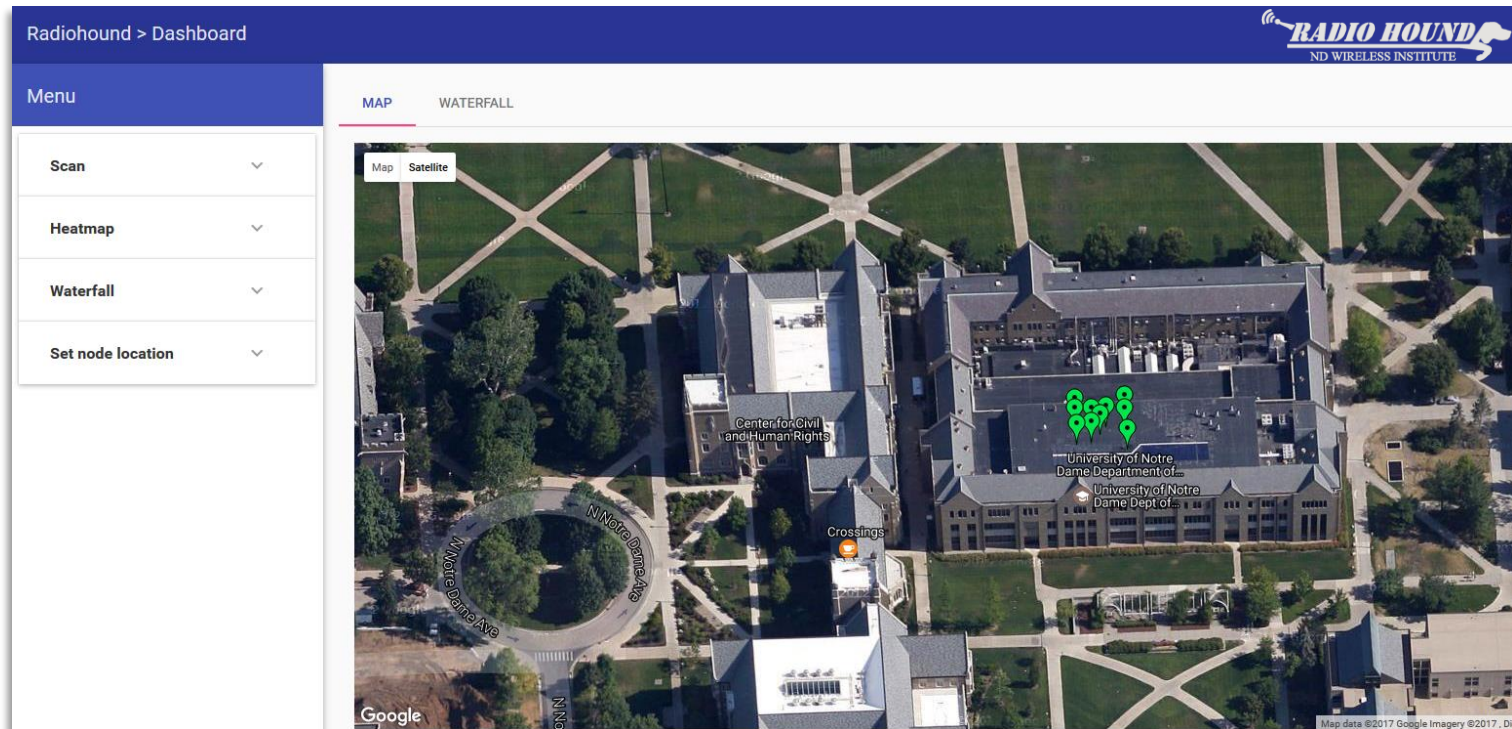 Radiohound > Dashboard
RADIO HOUND
ND WIRELESS INSTITUTE
Menu
MAP
WATERFALL
Scan
Heatmap
Waterfall
Set node location
Map
Satellite
Center for Civil
and Human Rights
University of Notre
Dame Department of...
University of Notre
Dame Dept of...
Crossings
N Notre Dame Ave
N Notre Dame Ave
N No
Google
Map data ©2017 Google Imagery ©2017 , Di